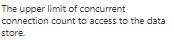 The upper limit of concurrent
connection count to access to the data
store.